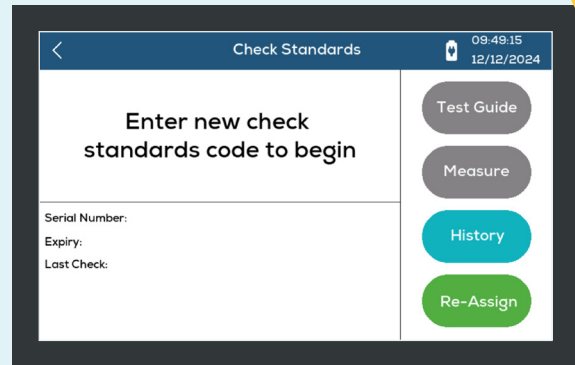 Check Standards
09:49:15
12/12/2024
Enter new check
standards code to begin
Serial Number:
Expiry:
Last Check:
Test Guide
Measure
History
Re-Assign